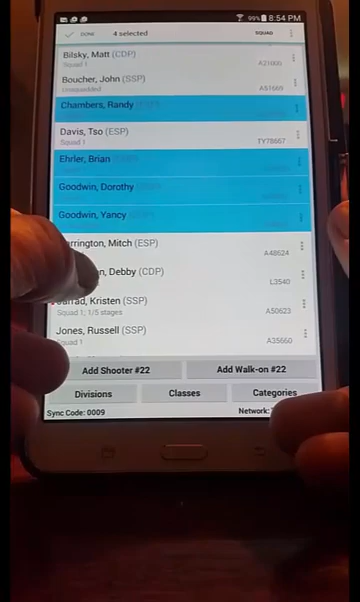 99% 8:54 PM
DONE 4 selected SQUAD
Bilsky, Matt (CDP)
Squad 1 A21006
Boucher, John (SSP)
Unsquadded A51669
Chambers, Randy
Davis, Tso (ESP)
Squad 1 TY78667
Ehrler, Brian
Goodwin, Dorothy
Goodwin, Yancy
rrington, Mitch (ESP)
A48624
n, Debby (CDP)
L3540
Jarrad, Kristen (SSP)
Squad 1; 1/5 stages A50623
Jones, Russell (SSP)
quad 1 A35660
Add Shooter #22 Add Walk-on #22
Divisions Classes Categories
Sync Code: 0009 Network: